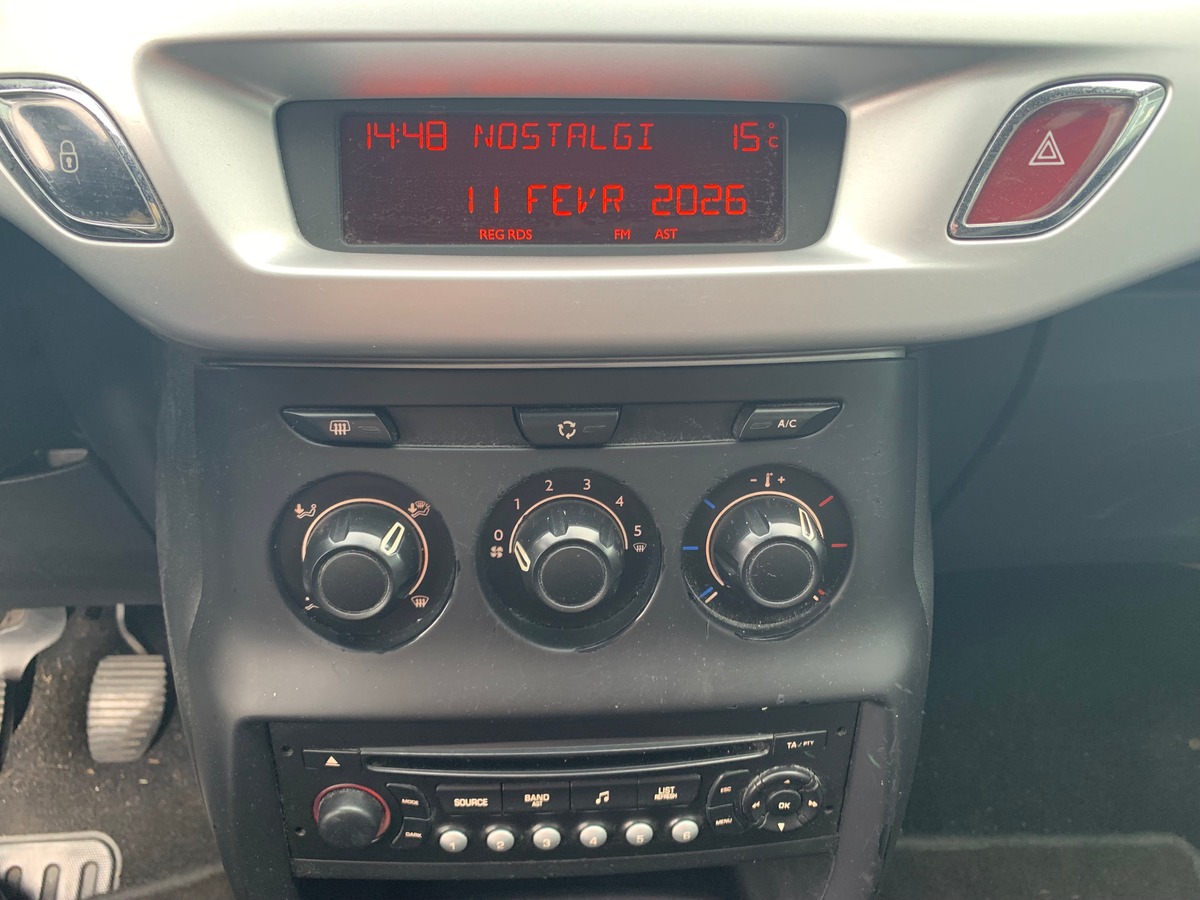 14:48 NOSTALGI 15°C
11 FEVR 2026
REG RDS FM AST
A/C
0 1 2 3 4 5
- +
TA/PTY
SOURCE
BAND
AST
LIST
REFRESH
MODE
DARK
ESC
MENU
OK
1 2 3 4 5 6